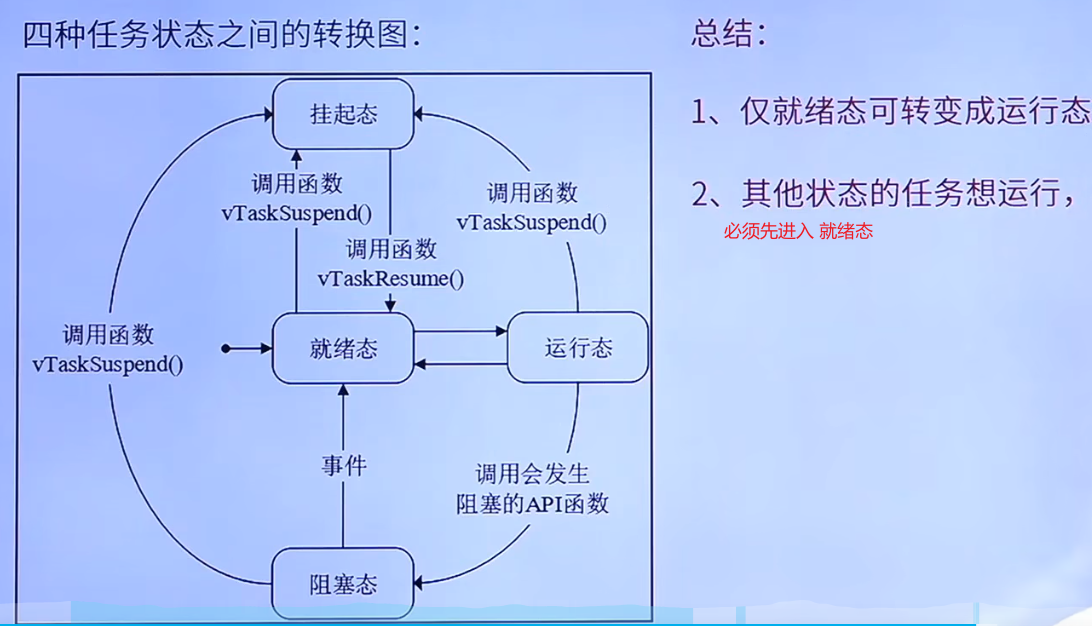 四种任务状态之间的转换图：
挂起态
调用函数
vTaskSuspend()
调用函数
vTaskResume()
调用函数
vTaskSuspend()
调用函数
vTaskSuspend()
就绪态
运行态
事件
调用会发生
阻塞的API函数
阻塞态
总结：
1、仅就绪态可转变成运行态
2、其他状态的任务想运行，
必须先进入 就绪态